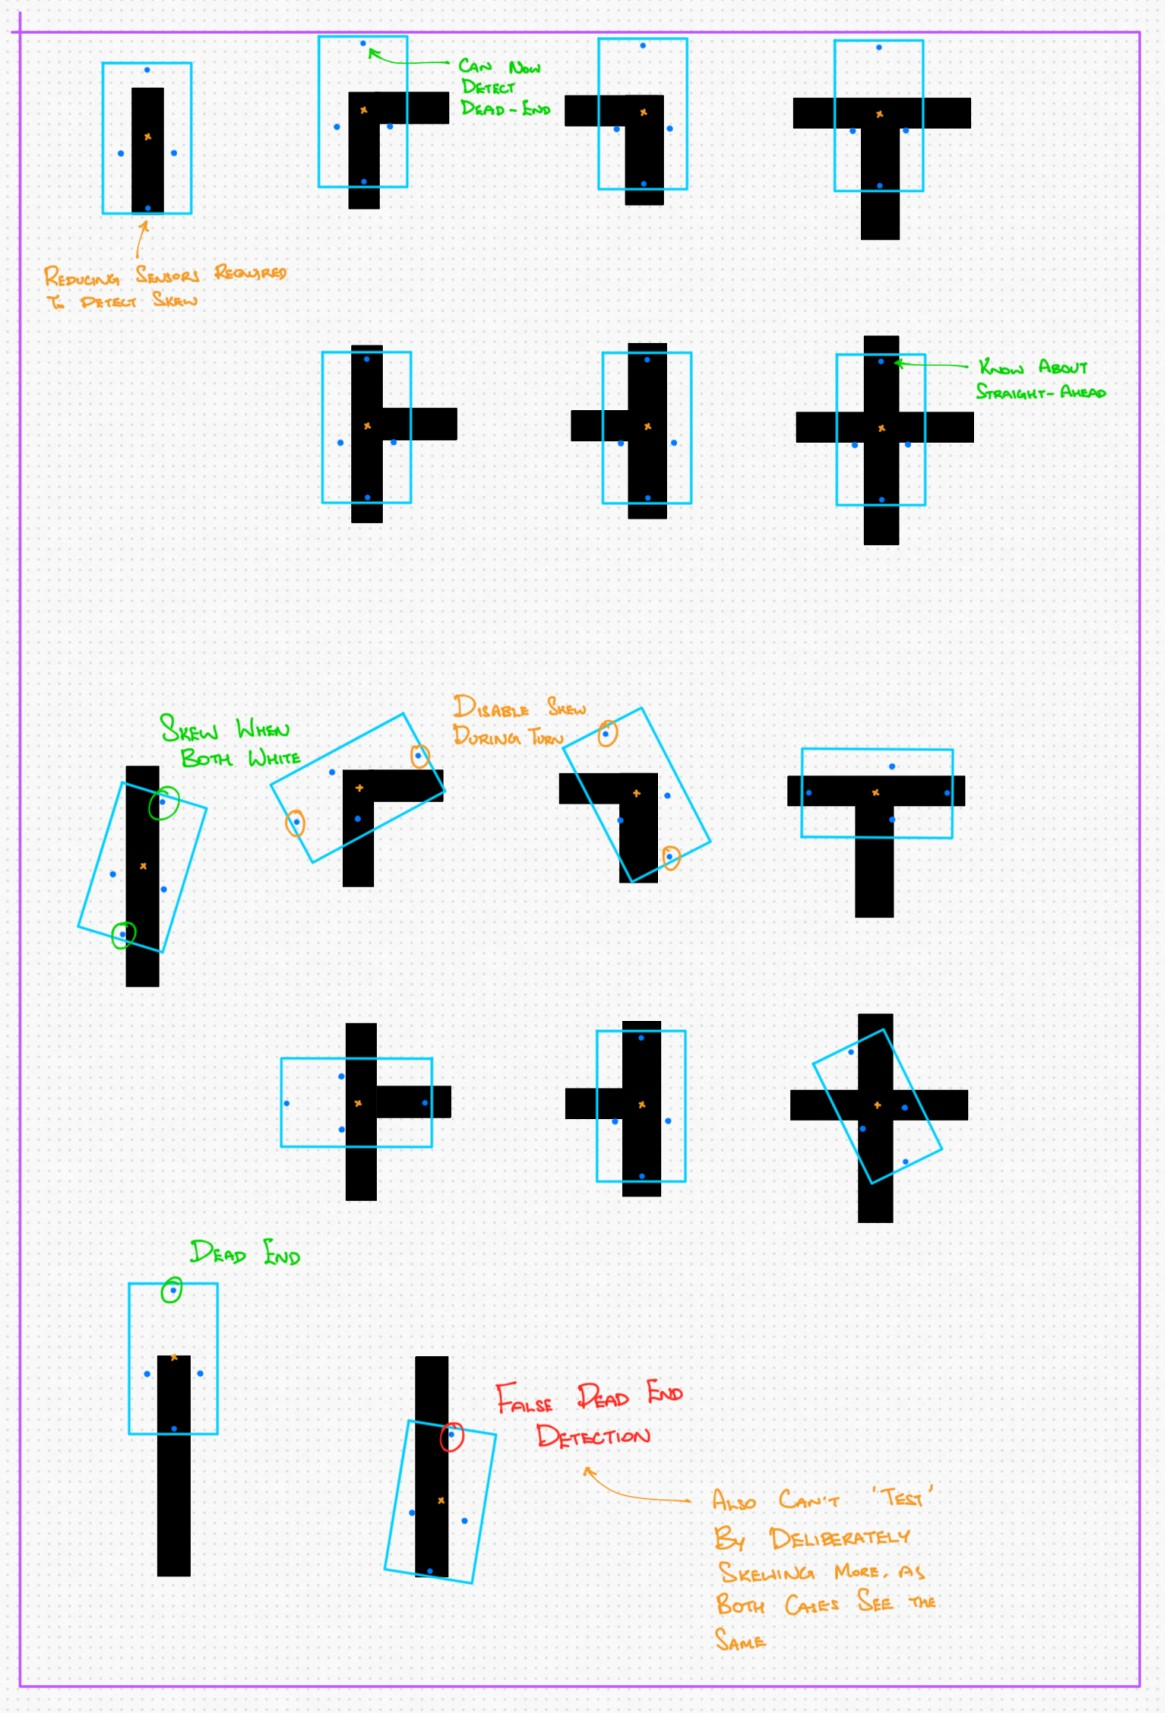 Can Now
Detect
Dead-End
Reducing Sensors Required
To Detect Skew
Know About
Straight-Ahead
Skew When
Both White
Disable Skew
During Turn
Dead End
False Dead End
Detection
Also Can't 'Test'
By Deliberately
Skewing More, As
Both Cases See the
Same